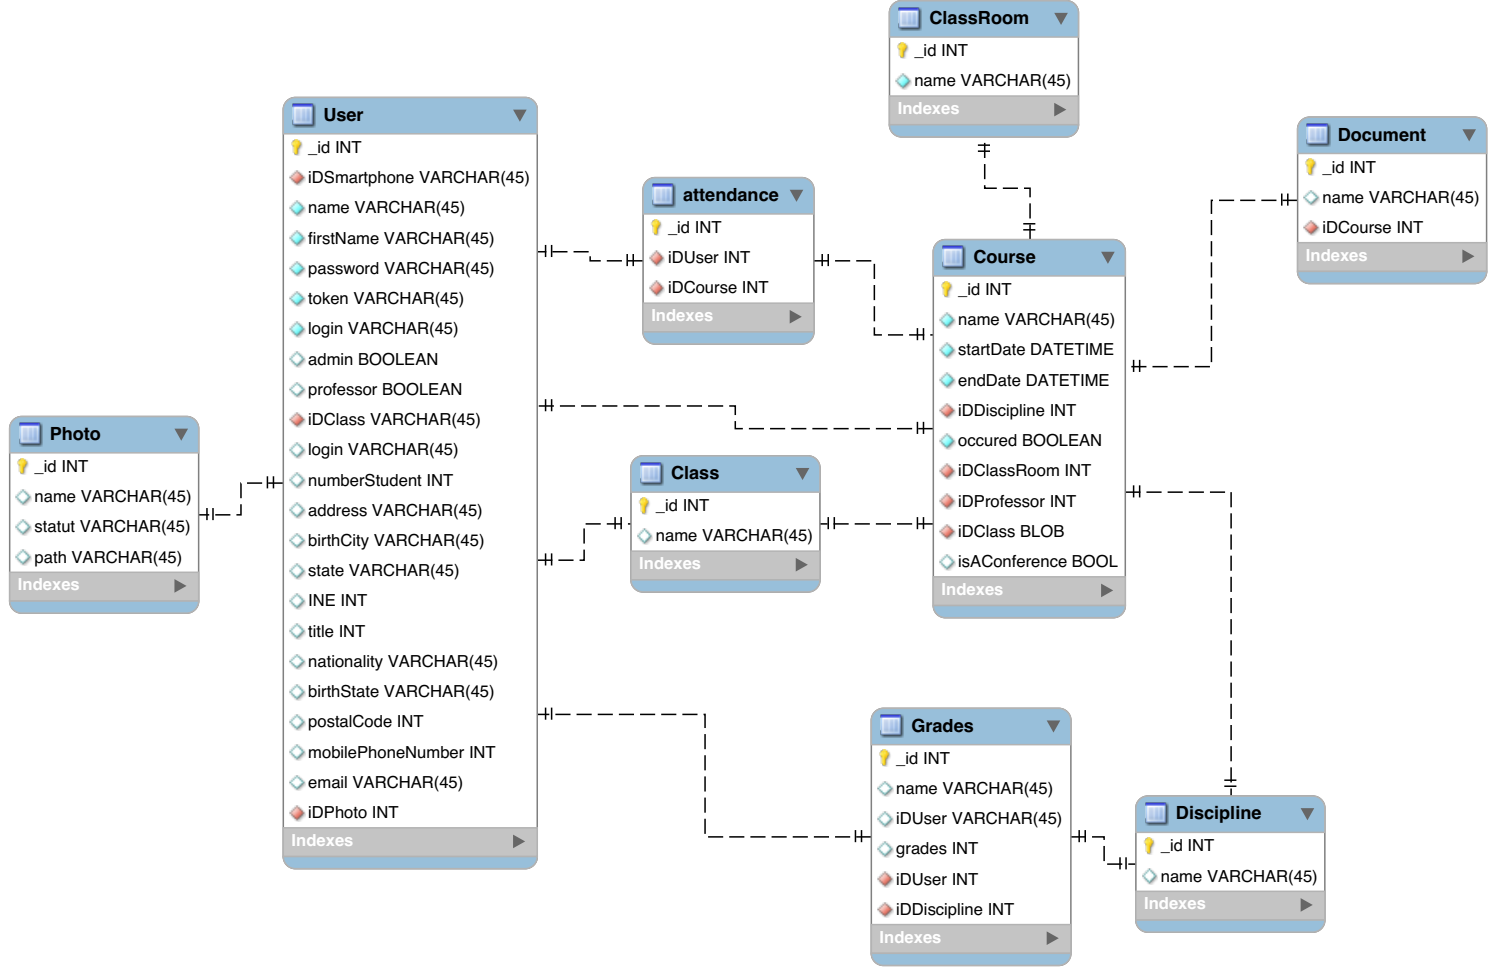 ClassRoom
_id INT
name VARCHAR(45)
Indexes
User
_id INT
iDSmartphone VARCHAR(45)
name VARCHAR(45)
firstName VARCHAR(45)
password VARCHAR(45)
token VARCHAR(45)
login VARCHAR(45)
admin BOOLEAN
professor BOOLEAN
iDClass VARCHAR(45)
login VARCHAR(45)
numberStudent INT
address VARCHAR(45)
birthCity VARCHAR(45)
state VARCHAR(45)
INE INT
title INT
nationality VARCHAR(45)
birthState VARCHAR(45)
postalCode INT
mobilePhoneNumber INT
email VARCHAR(45)
iDPhoto INT
Indexes
Document
_id INT
name VARCHAR(45)
iDCourse INT
Indexes
attendance
_id INT
iDUser INT
iDCourse INT
Indexes
Course
_id INT
name VARCHAR(45)
startDate DATETIME
endDate DATETIME
iDDiscipline INT
occured BOOLEAN
iDClassRoom INT
iDProfessor INT
iDClass BLOB
isAConference BOOL
Indexes
Photo
_id INT
name VARCHAR(45)
statut VARCHAR(45)
path VARCHAR(45)
Indexes
Class
_id INT
name VARCHAR(45)
Indexes
Grades
_id INT
name VARCHAR(45)
iDUser VARCHAR(45)
grades INT
iDUser INT
iDDiscipline INT
Indexes
Discipline
_id INT
name VARCHAR(45)
Indexes